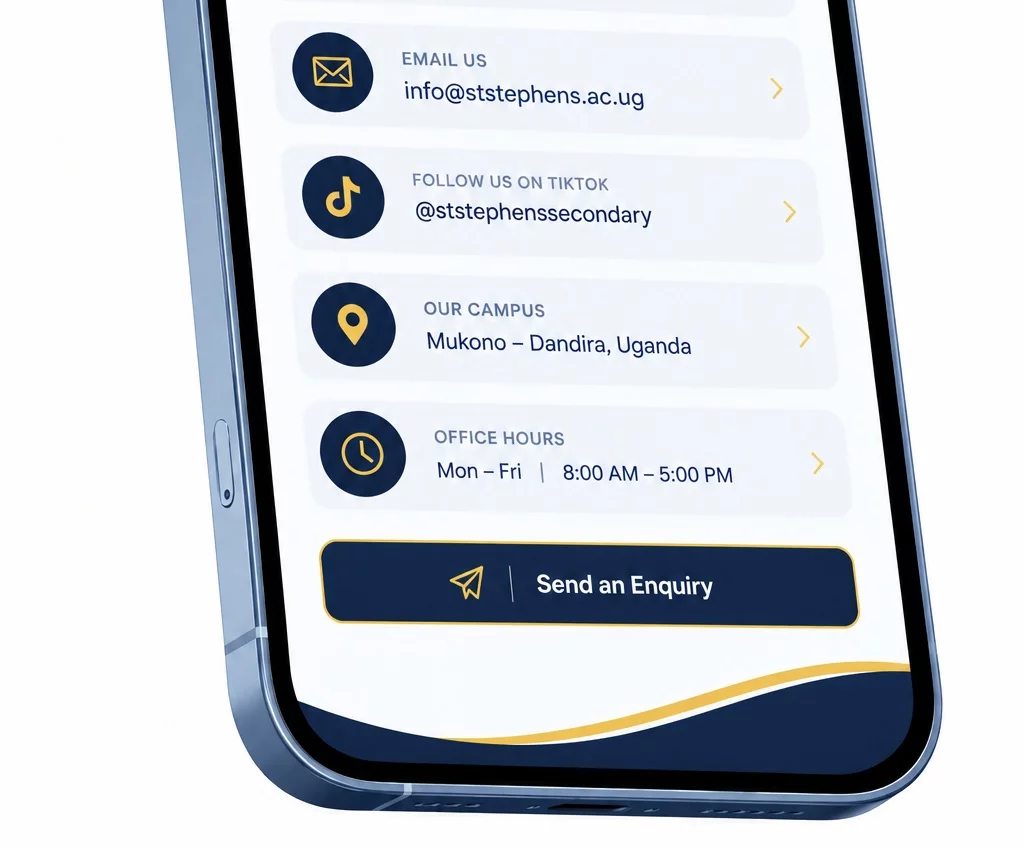 EMAIL US
info@ststephens.ac.ug
FOLLOW US ON TIKTOK
@ststephenssecondary
OUR CAMPUS
Mukono – Dandira, Uganda
OFFICE HOURS
Mon – Fri | 8:00 AM – 5:00 PM
Send an Enquiry